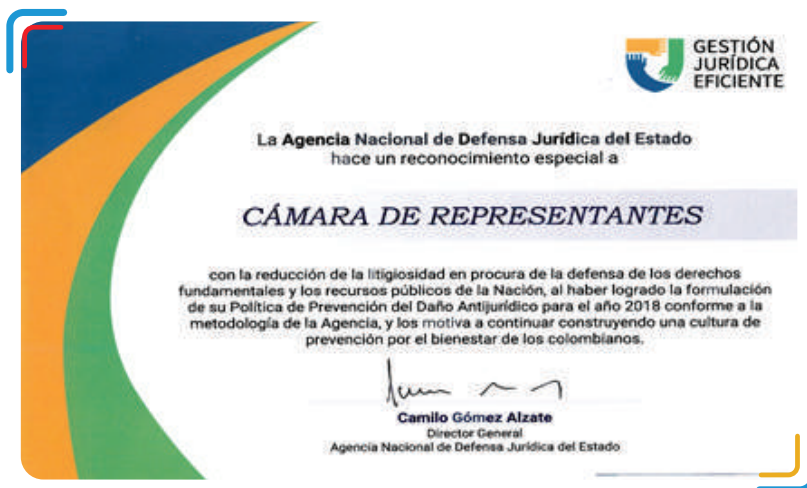 GESTIÓN
JURÍDICA
EFICIENTE
La Agencia Nacional de Defensa Jurídica del Estado
hace un reconocimiento especial a
CÁMARA DE REPRESENTANTES
con la reducción de la litigiosidad en procura de la defensa de los derechos
fundamentales y los recursos públicos de la Nación, al haber logrado la formulación
de su Política de Prevención del Daño Antijurídico para el año 2018 conforme a la
metodología de la Agencia, y los motiva a continuar construyendo una cultura de
prevención por el bienestar de los colombianos.
Camilo Gómez Alzate
Director General
Agencia Nacional de Defensa Jurídica del Estado